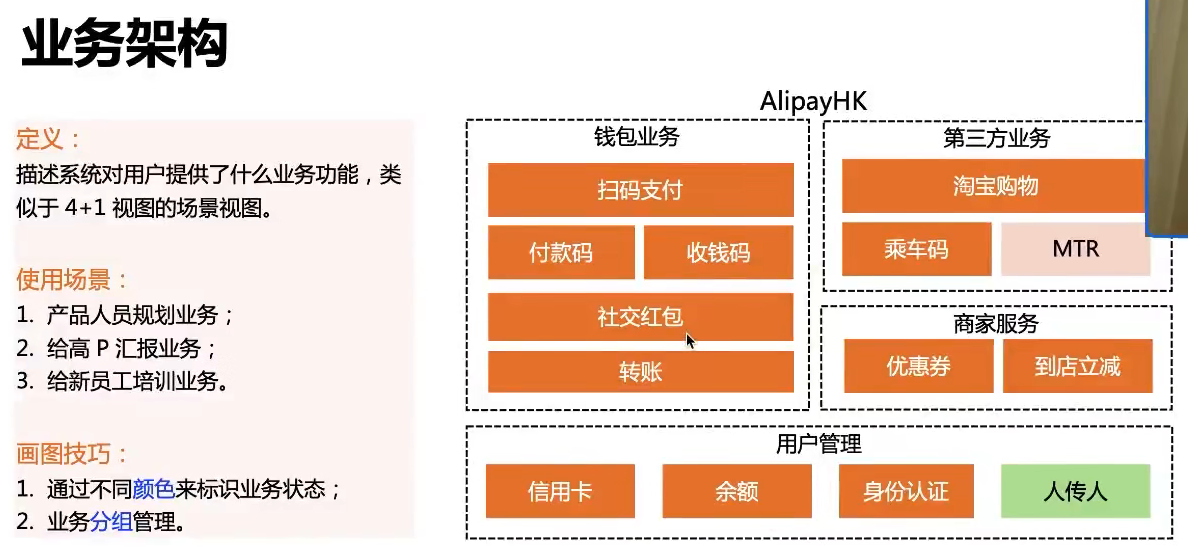 业务架构
定义：
描述系统对用户提供了什么业务功能，类
似于 4+1 视图的场景视图。
使用场景：
1. 产品人员规划业务；
2. 给高 P 汇报业务；
3. 给新员工培训业务。
画图技巧：
1. 通过不同颜色来标识业务状态；
2. 业务分组管理。
AlipayHK
钱包业务
扫码支付
付款码 收钱码
社交红包
转账
第三方业务
淘宝购物
乘车码 MTR
商家服务
优惠券 到店立减
用户管理
信用卡 余额 身份认证 人传人